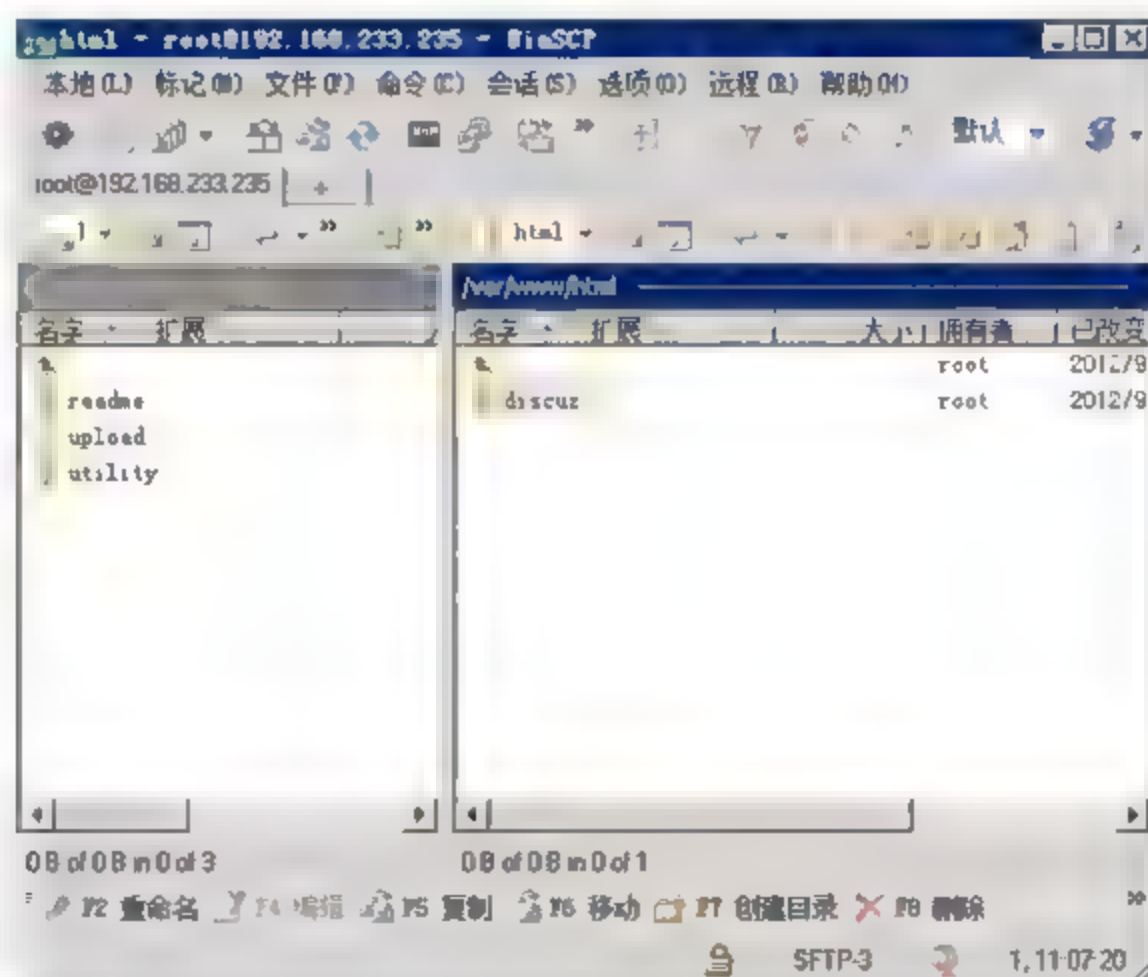 html - root@192.168.233.235 - WinSCP
本地(L) 标记(M) 文件(F) 命令(C) 会话(S) 选项(O) 远程(R) 帮助(H)
默认
root@192.168.233.235
html
/var/www/html
名字 扩展
名字 扩展 大小 拥有者 已改变
root 2012/9
readme
discuz root 2012/9
upload
utility
0 B of 0 B in 0 of 3
0 B of 0 B in 0 of 1
F2 重命名 F4 编辑 F5 复制 F6 移动 F7 创建目录 F8 删除
SFTP-3 1, 11:07:20